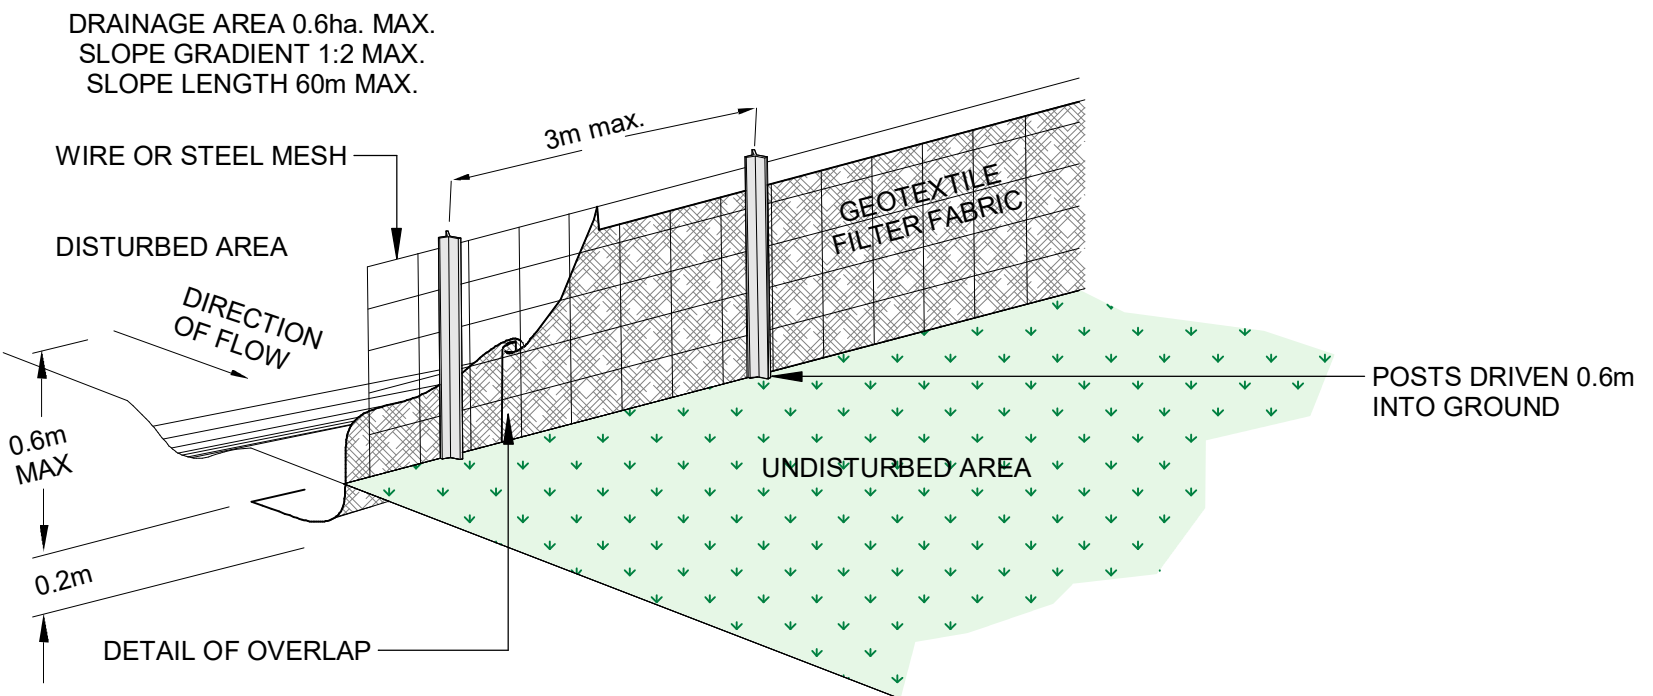 DRAINAGE AREA 0.6ha. MAX.
SLOPE GRADIENT 1:2 MAX.
SLOPE LENGTH 60m MAX.
3m max.
WIRE OR STEEL MESH
GEOTEXTILE
FILTER FABRIC
DISTURBED AREA
DIRECTION
OF FLOW
POSTS DRIVEN 0.6m
INTO GROUND
0.6m
MAX
UNDISTURBED AREA
0.2m
DETAIL OF OVERLAP